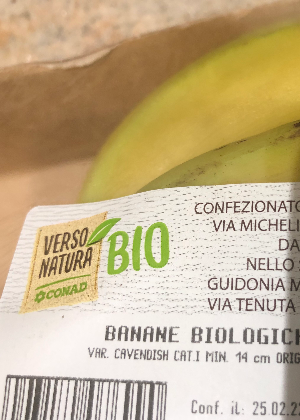 CONFEZIONATO
VIA MICHELI
DA
NELLO
GUIDONIA M
VIA TENUTA
VERSO
NATURA
CONAD
BIO
BANANE BIOLOGICH
VAR. CAVENDISH CAT.I MIN. 14 cm ORIG
Conf. il: 25.02.2